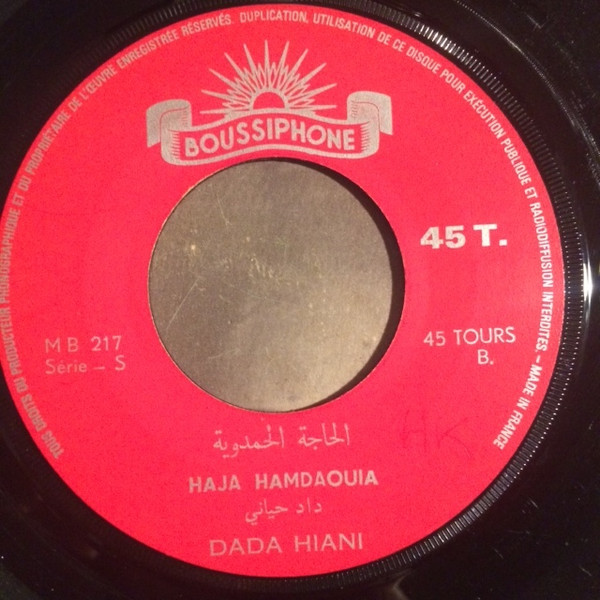 TOUS DROITS DU PRODUCTEUR PHONOGRAPHIQUE ET DU PROPRIÉTAIRE DE L'ŒUVRE ENREGISTRÉE RÉSERVÉS. DUPLICATION, UTILISATION DE CE DISQUE POUR EXÉCUTION PUBLIQUE ET RADIODIFFUSION INTERDITES - MADE IN FRANCE
BOUSSIPHONE
45 T.
MB 217
Série - S
45 TOURS
B.
الحاجة الحمدوية
HAJA HAMDAOUIA
داد حياني
DADA HIANI
HK